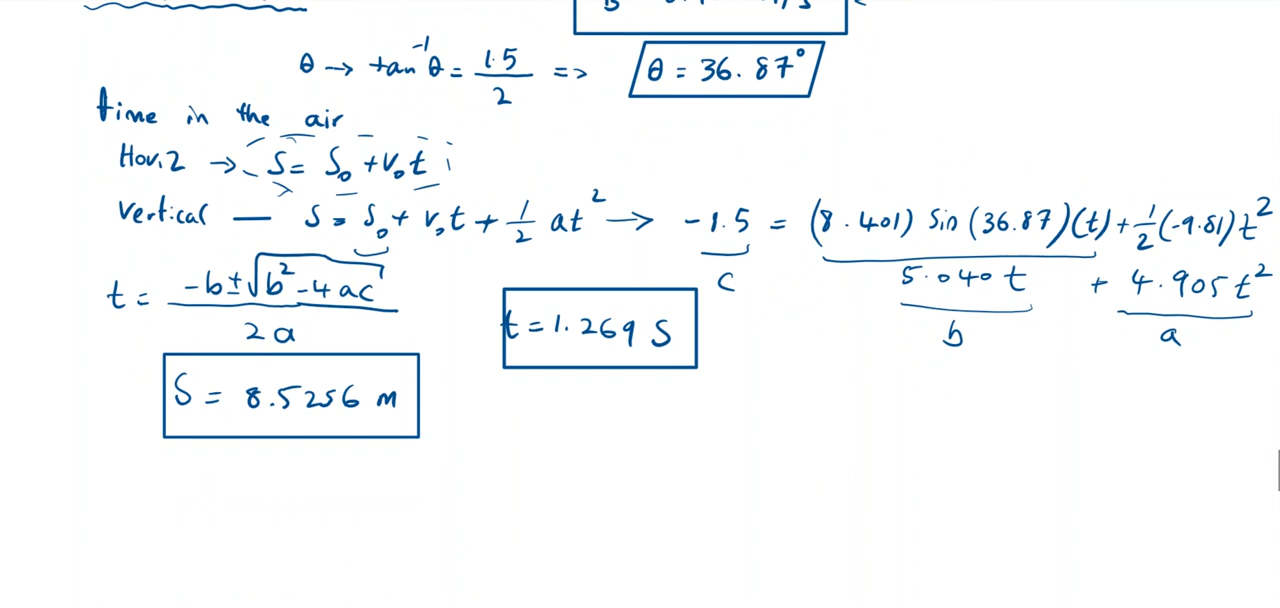 θ → tan⁻¹θ = 1.5/2 => θ = 36.87°
time in the air
Hori2 → S = S₀ + V₀t
Vertical — S = S₀ + V₀t + 1/2 at² → -1.5 = (8.401) Sin (36.87)(t) + 1/2(-9.81)t²
c 5.040t + 4.905t²
b a
t = (-b ± √(b² - 4ac)) / 2a
t = 1.269 S
S = 8.5256 m